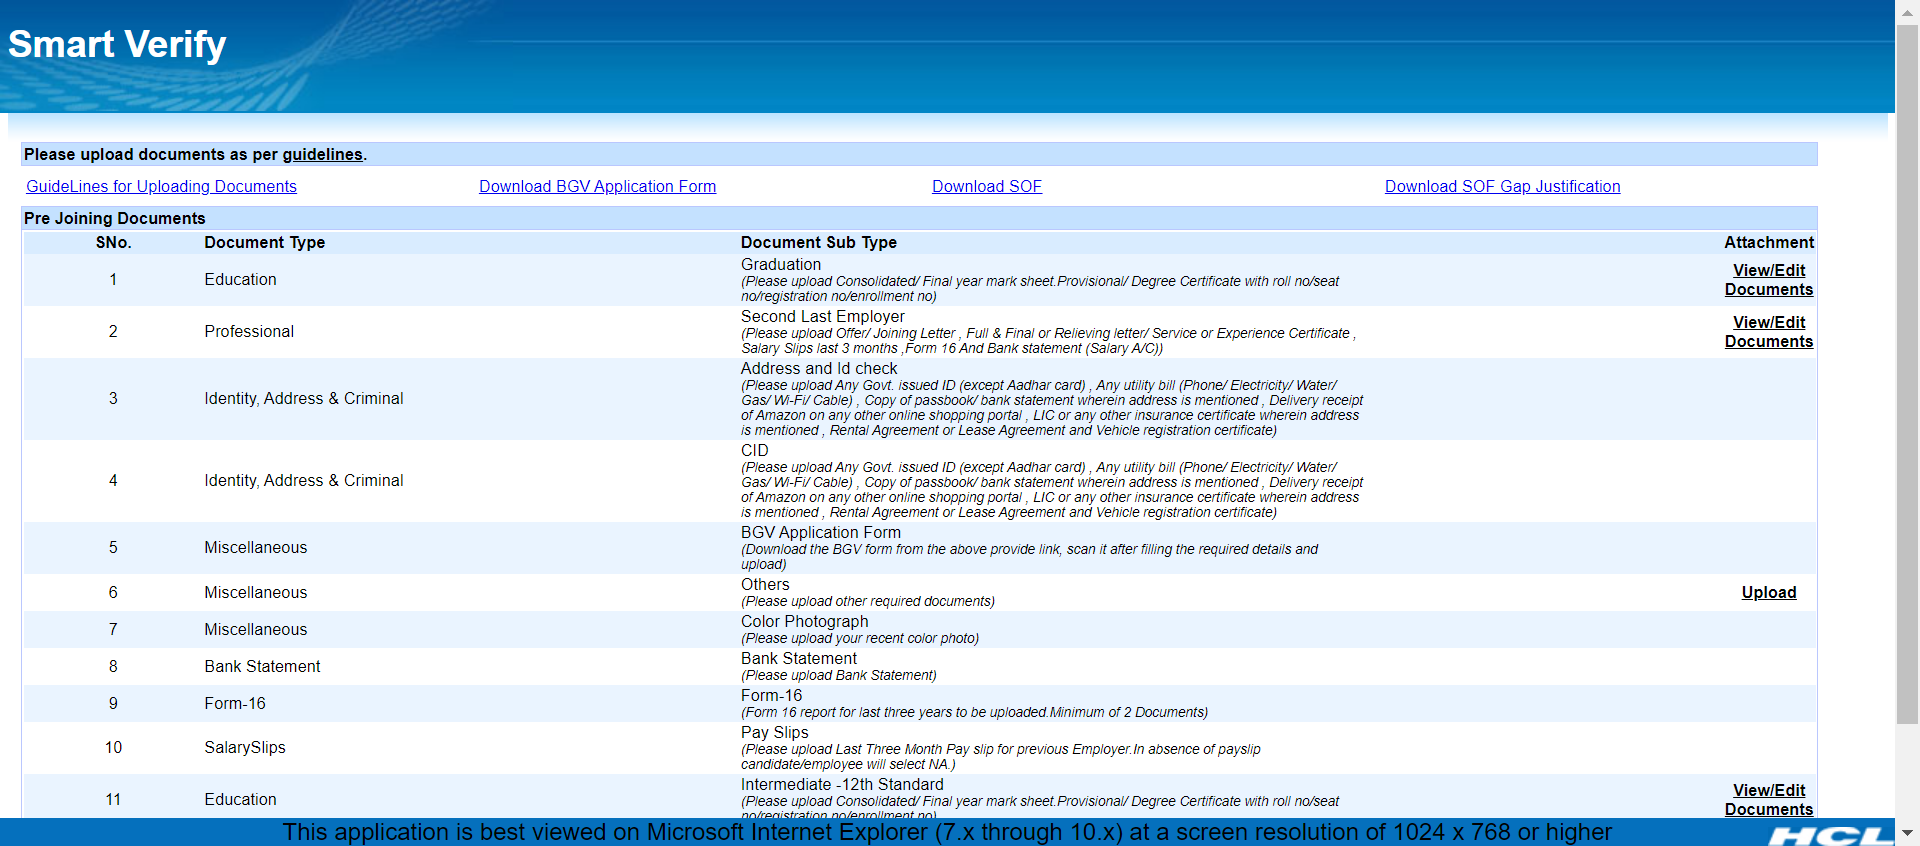 Smart Verify
Please upload documents as per guidelines.
GuideLines for Uploading Documents Download BGV Application Form Download SOF Download SOF Gap Justification
Pre Joining Documents
SNo. Document Type Document Sub Type Attachment
1 Education Graduation
(Please upload Consolidated/ Final year mark sheet.Provisional/ Degree Certificate with roll no/seat
no/registration no/enrollment no)
View/Edit
Documents
2 Professional Second Last Employer
(Please upload Offer/ Joining Letter , Full & Final or Relieving letter/ Service or Experience Certificate ,
Salary Slips last 3 months ,Form 16 And Bank statement (Salary A/C))
View/Edit
Documents
3 Identity, Address & Criminal Address and Id check
(Please upload Any Govt. issued ID (except Aadhar card) , Any utility bill (Phone/ Electricity/ Water/
Gas/ Wi-Fi/ Cable) , Copy of passbook/ bank statement wherein address is mentioned , Delivery receipt
of Amazon on any other online shopping portal , LIC or any other insurance certificate wherein address
is mentioned , Rental Agreement or Lease Agreement and Vehicle registration certificate)
4 Identity, Address & Criminal CID
(Please upload Any Govt. issued ID (except Aadhar card) , Any utility bill (Phone/ Electricity/ Water/
Gas/ Wi-Fi/ Cable) , Copy of passbook/ bank statement wherein address is mentioned , Delivery receipt
of Amazon on any other online shopping portal , LIC or any other insurance certificate wherein address
is mentioned , Rental Agreement or Lease Agreement and Vehicle registration certificate)
5 Miscellaneous BGV Application Form
(Download the BGV form from the above provide link, scan it after filling the required details and
upload)
6 Miscellaneous Others
(Please upload other required documents)
Upload
7 Miscellaneous Color Photograph
(Please upload your recent color photo)
8 Bank Statement Bank Statement
(Please upload Bank Statement)
9 Form-16 Form-16
(Form 16 report for last three years to be uploaded.Minimum of 2 Documents)
10 SalarySlips Pay Slips
(Please upload Last Three Month Pay slip for previous Employer.In absence of payslip
candidate/employee will select NA.)
11 Education Intermediate -12th Standard
(Please upload Consolidated/ Final year mark sheet.Provisional/ Degree Certificate with roll no/seat
no/registration no/enrollment no)
View/Edit
Documents
This application is best viewed on Microsoft Internet Explorer (7.x through 10.x) at a screen resolution of 1024 x 768 or higher
HCL